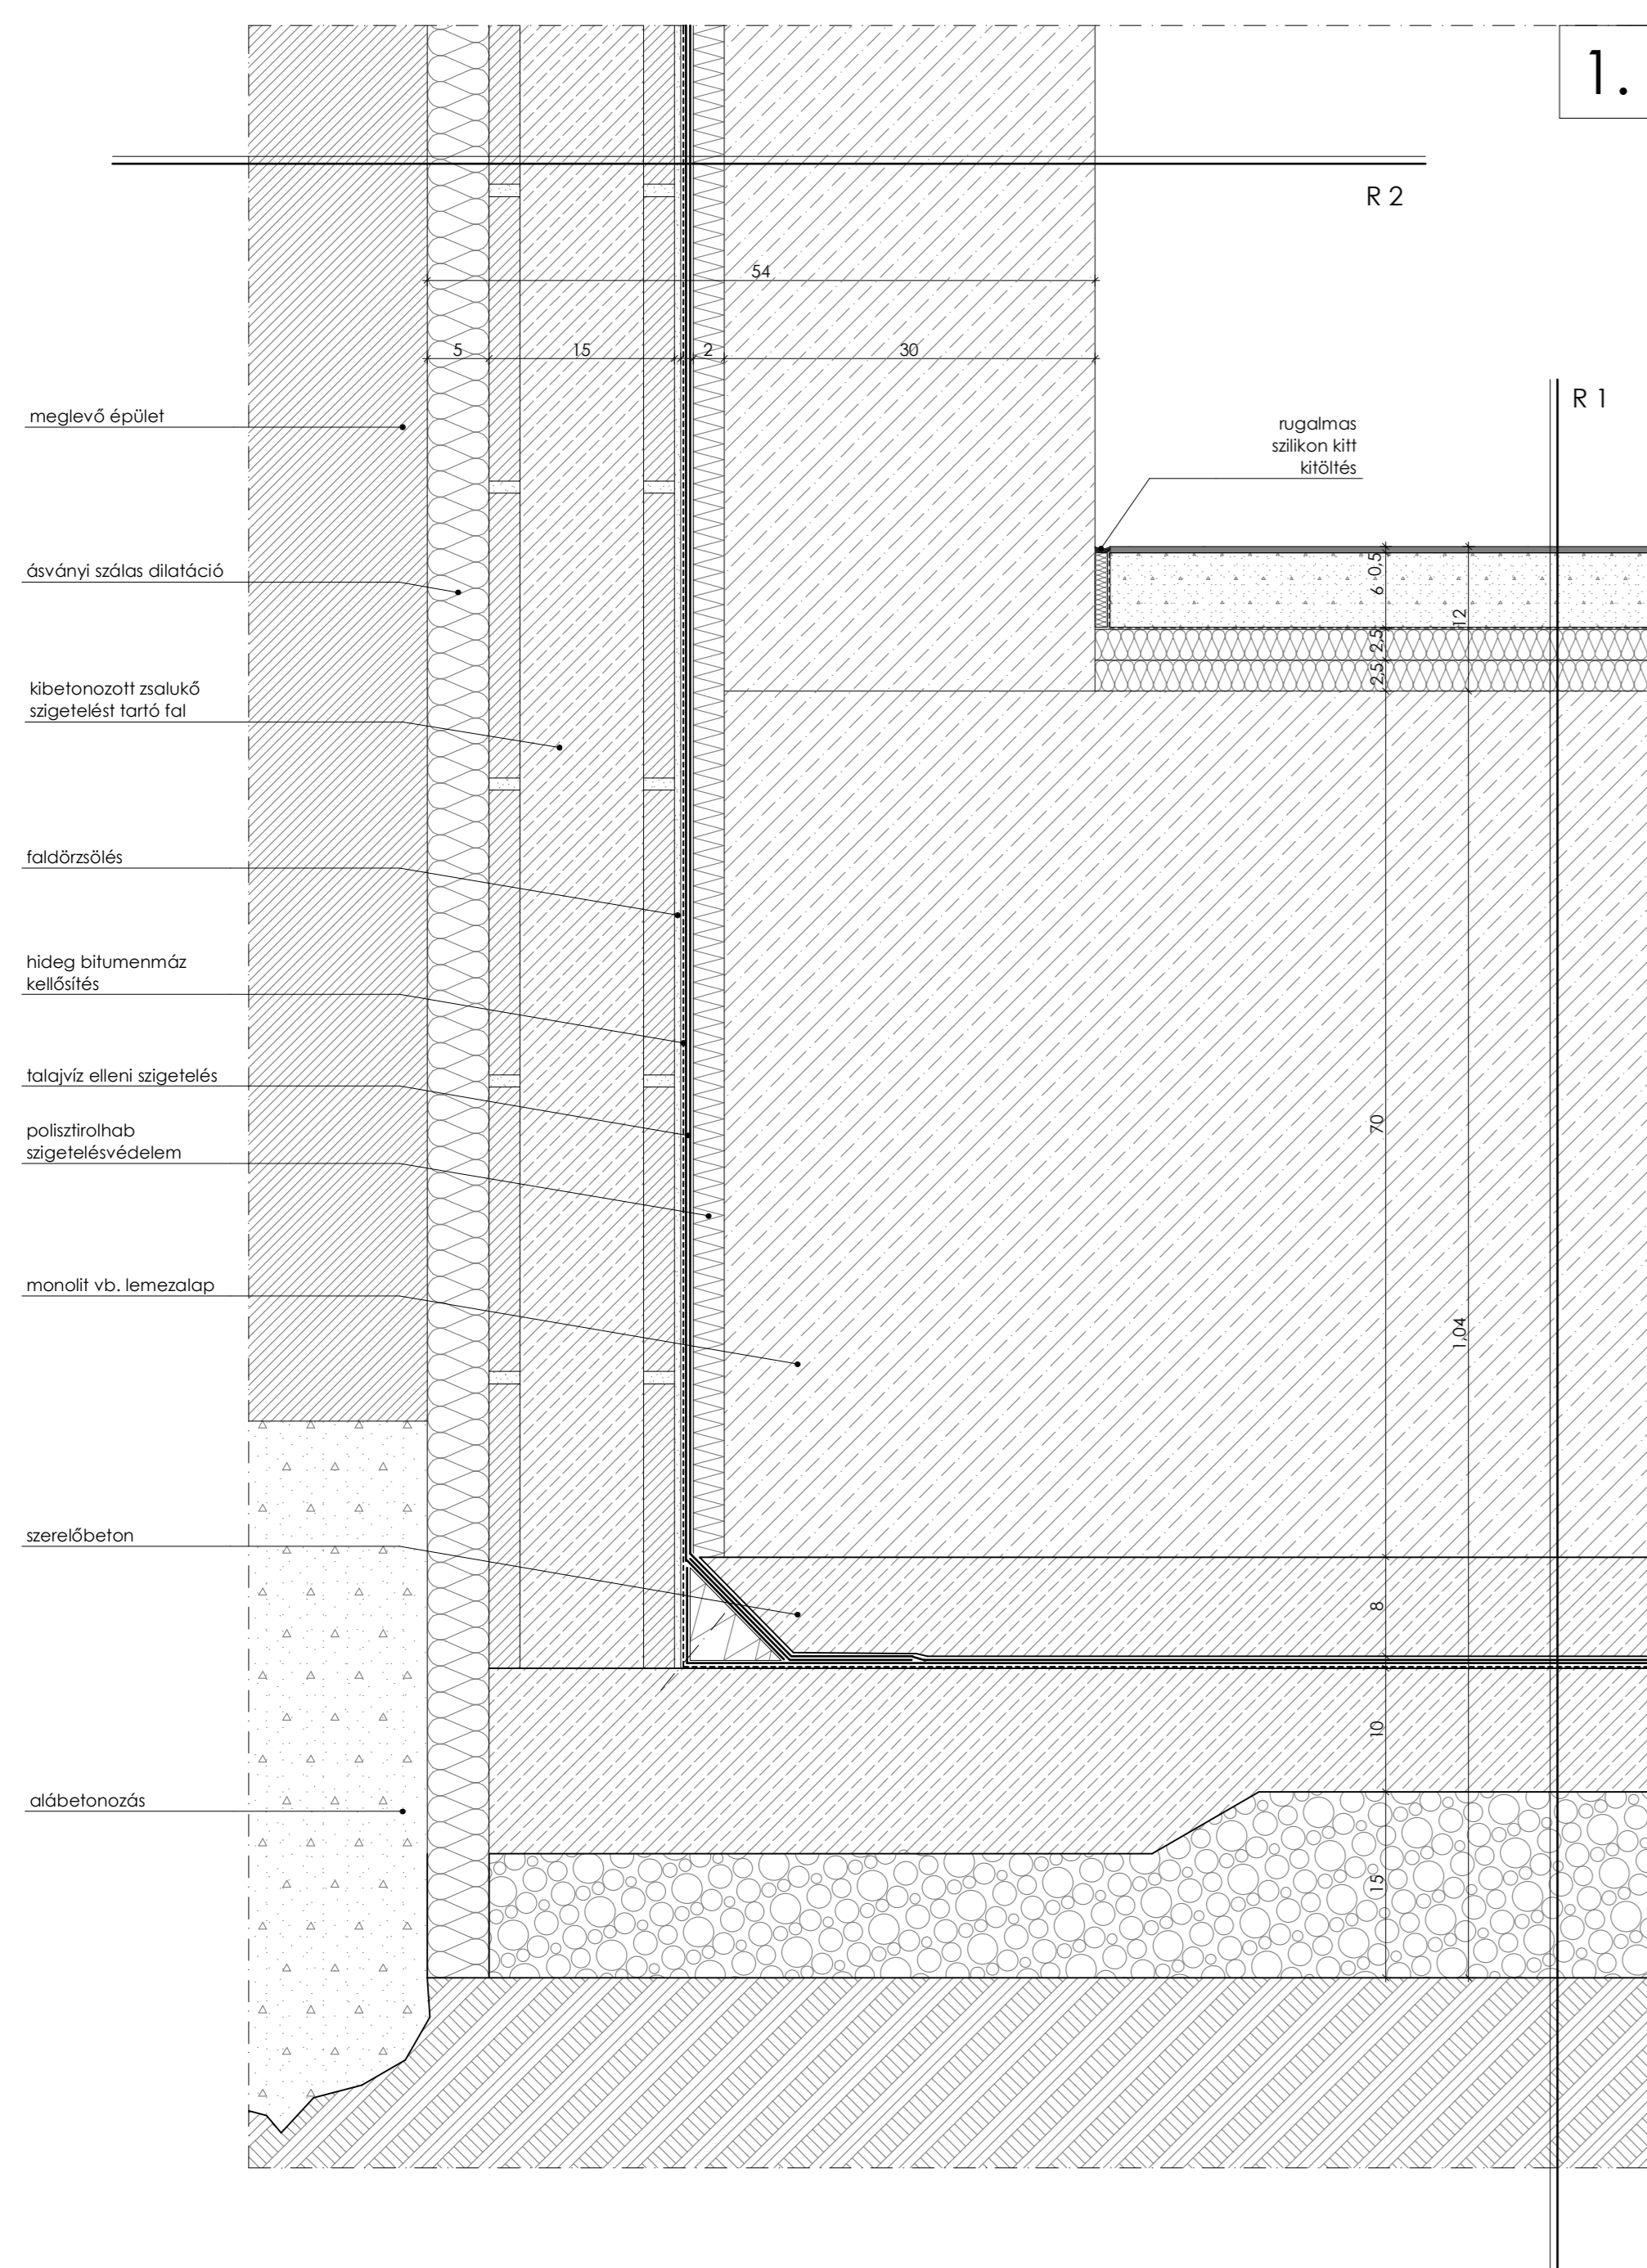 1.
R 2
54
5
15
2
30
R 1
meglevő épület
rugalmas
szilikon kitt
kitöltés
ásványi szálas dilatáció
0,5
6
12
2,5
2,5
kibetonozott zsalukő
szigetelést tartó fal
faldörzsölés
hideg bitumenmáz
kellősítés
talajvíz elleni szigetelés
70
polisztirolhab
szigetelésvédelem
monolit vb. lemezalap
1,04
szerelőbeton
8
10
alábetonozás
15